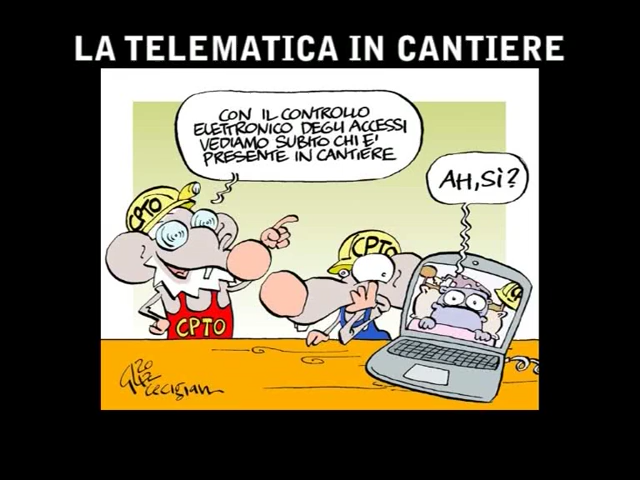 LA TELEMATICA IN CANTIERE
CON IL CONTROLLO
ELETTRONICO DEGLI ACCESSI
VEDIAMO SUBITO CHI E'
PRESENTE IN CANTIERE
AH, SÌ?
CPTO
CPTO
CPTO